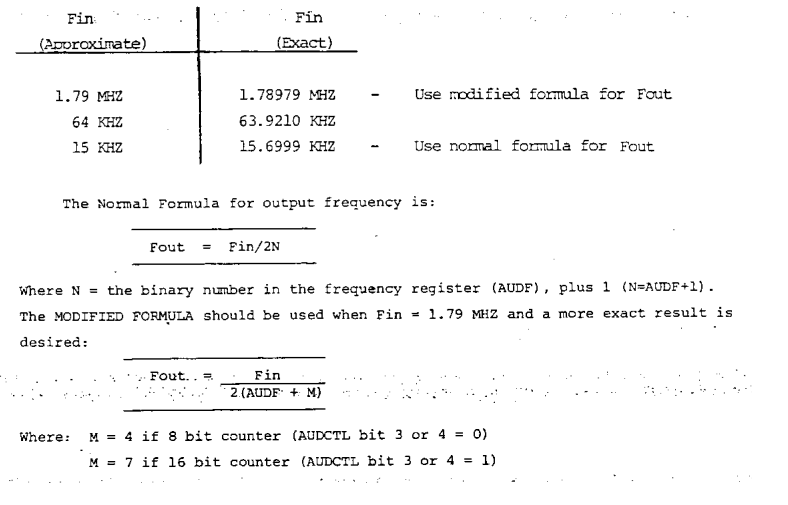 Fin Fin
(Approximate) (Exact)
1.79 MHZ 1.78979 MHZ - Use modified formula for Fout
64 KHZ 63.9210 KHZ
15 KHZ 15.6999 KHZ - Use normal formula for Fout
The Normal Formula for output frequency is:
Fout = Fin/2N
Where N = the binary number in the frequency register (AUDF), plus 1 (N=AUDF+1).
The MODIFIED FORMULA should be used when Fin = 1.79 MHZ and a more exact result is
desired:
Fout = Fin
2(AUDF + M)
Where: M = 4 if 8 bit counter (AUDCTL bit 3 or 4 = 0)
M = 7 if 16 bit counter (AUDCTL bit 3 or 4 = 1)